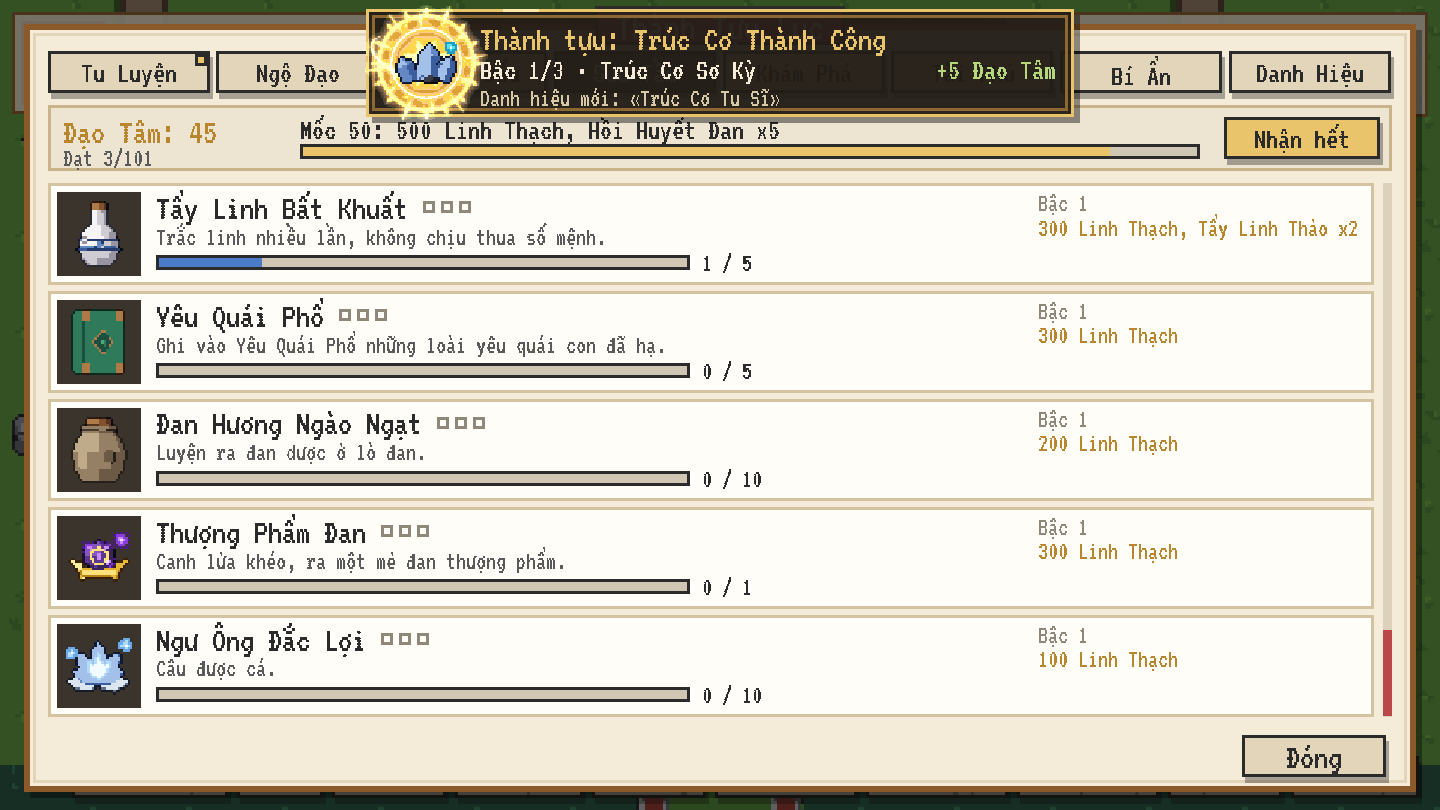 Thành tựu: Trúc Cơ Thành Công
Bậc 1/3 · Trúc Cơ Sơ Kỳ
+5 Đạo Tâm
Danh hiệu mới: «Trúc Cơ Tu Sĩ»
Tu Luyện
Ngộ Đạo
Khám Phá
Bí Ẩn
Danh Hiệu
Đạo Tâm: 45
Đạt 3/101
Mốc 50: 500 Linh Thạch, Hồi Huyết Đan x5
Nhận hết
Tẩy Linh Bất Khuất
Trắc linh nhiều lần, không chịu thua số mệnh.
1 / 5
Bậc 1
300 Linh Thạch, Tẩy Linh Thảo x2
Yêu Quái Phổ
Ghi vào Yêu Quái Phổ những loài yêu quái con đã hạ.
0 / 5
Bậc 1
300 Linh Thạch
Đan Hương Ngào Ngạt
Luyện ra đan dược ở lò đan.
0 / 10
Bậc 1
200 Linh Thạch
Thượng Phẩm Đan
Canh lửa khéo, ra một mẻ đan thượng phẩm.
0 / 1
Bậc 1
300 Linh Thạch
Ngư Ông Đắc Lợi
Câu được cá.
0 / 10
Bậc 1
100 Linh Thạch
Đóng